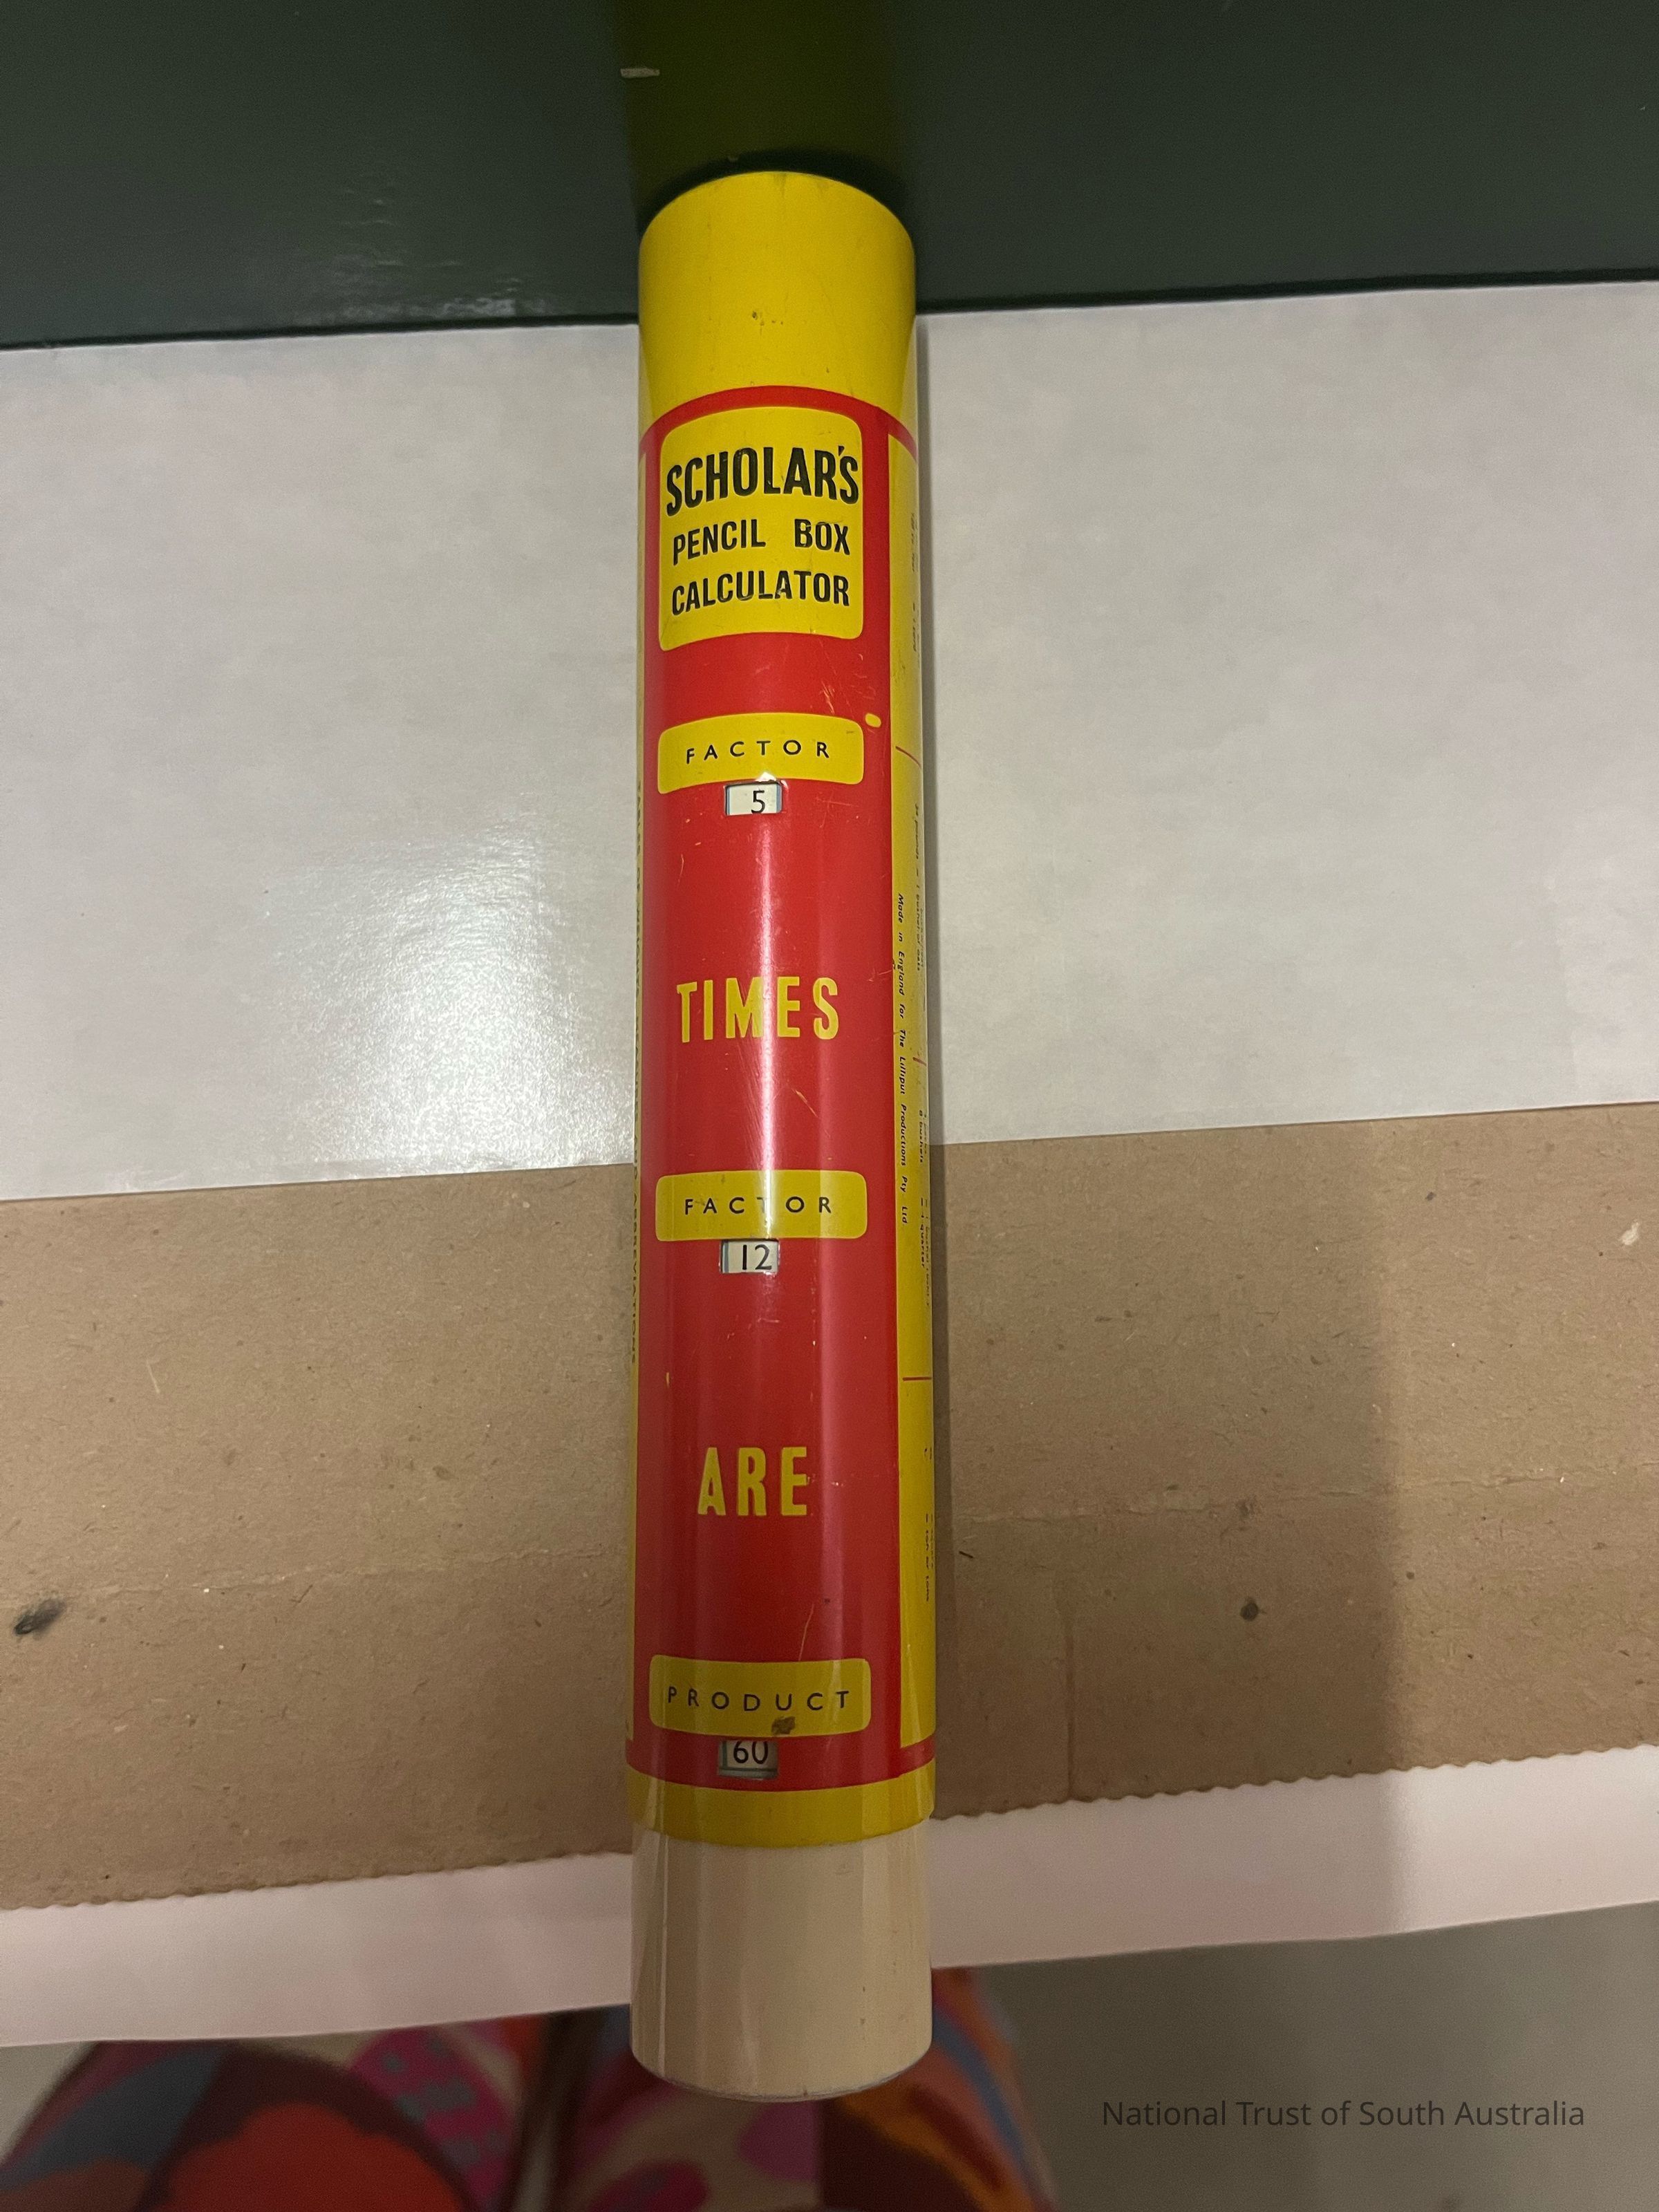 SCHOLAR'S
PENCIL BOX
CALCULATOR
FACTOR
5
TIMES
FACTOR
12
ARE
PRODUCT
60
Made in England for The Lilliput Productions Pty Ltd
National Trust of South Australia